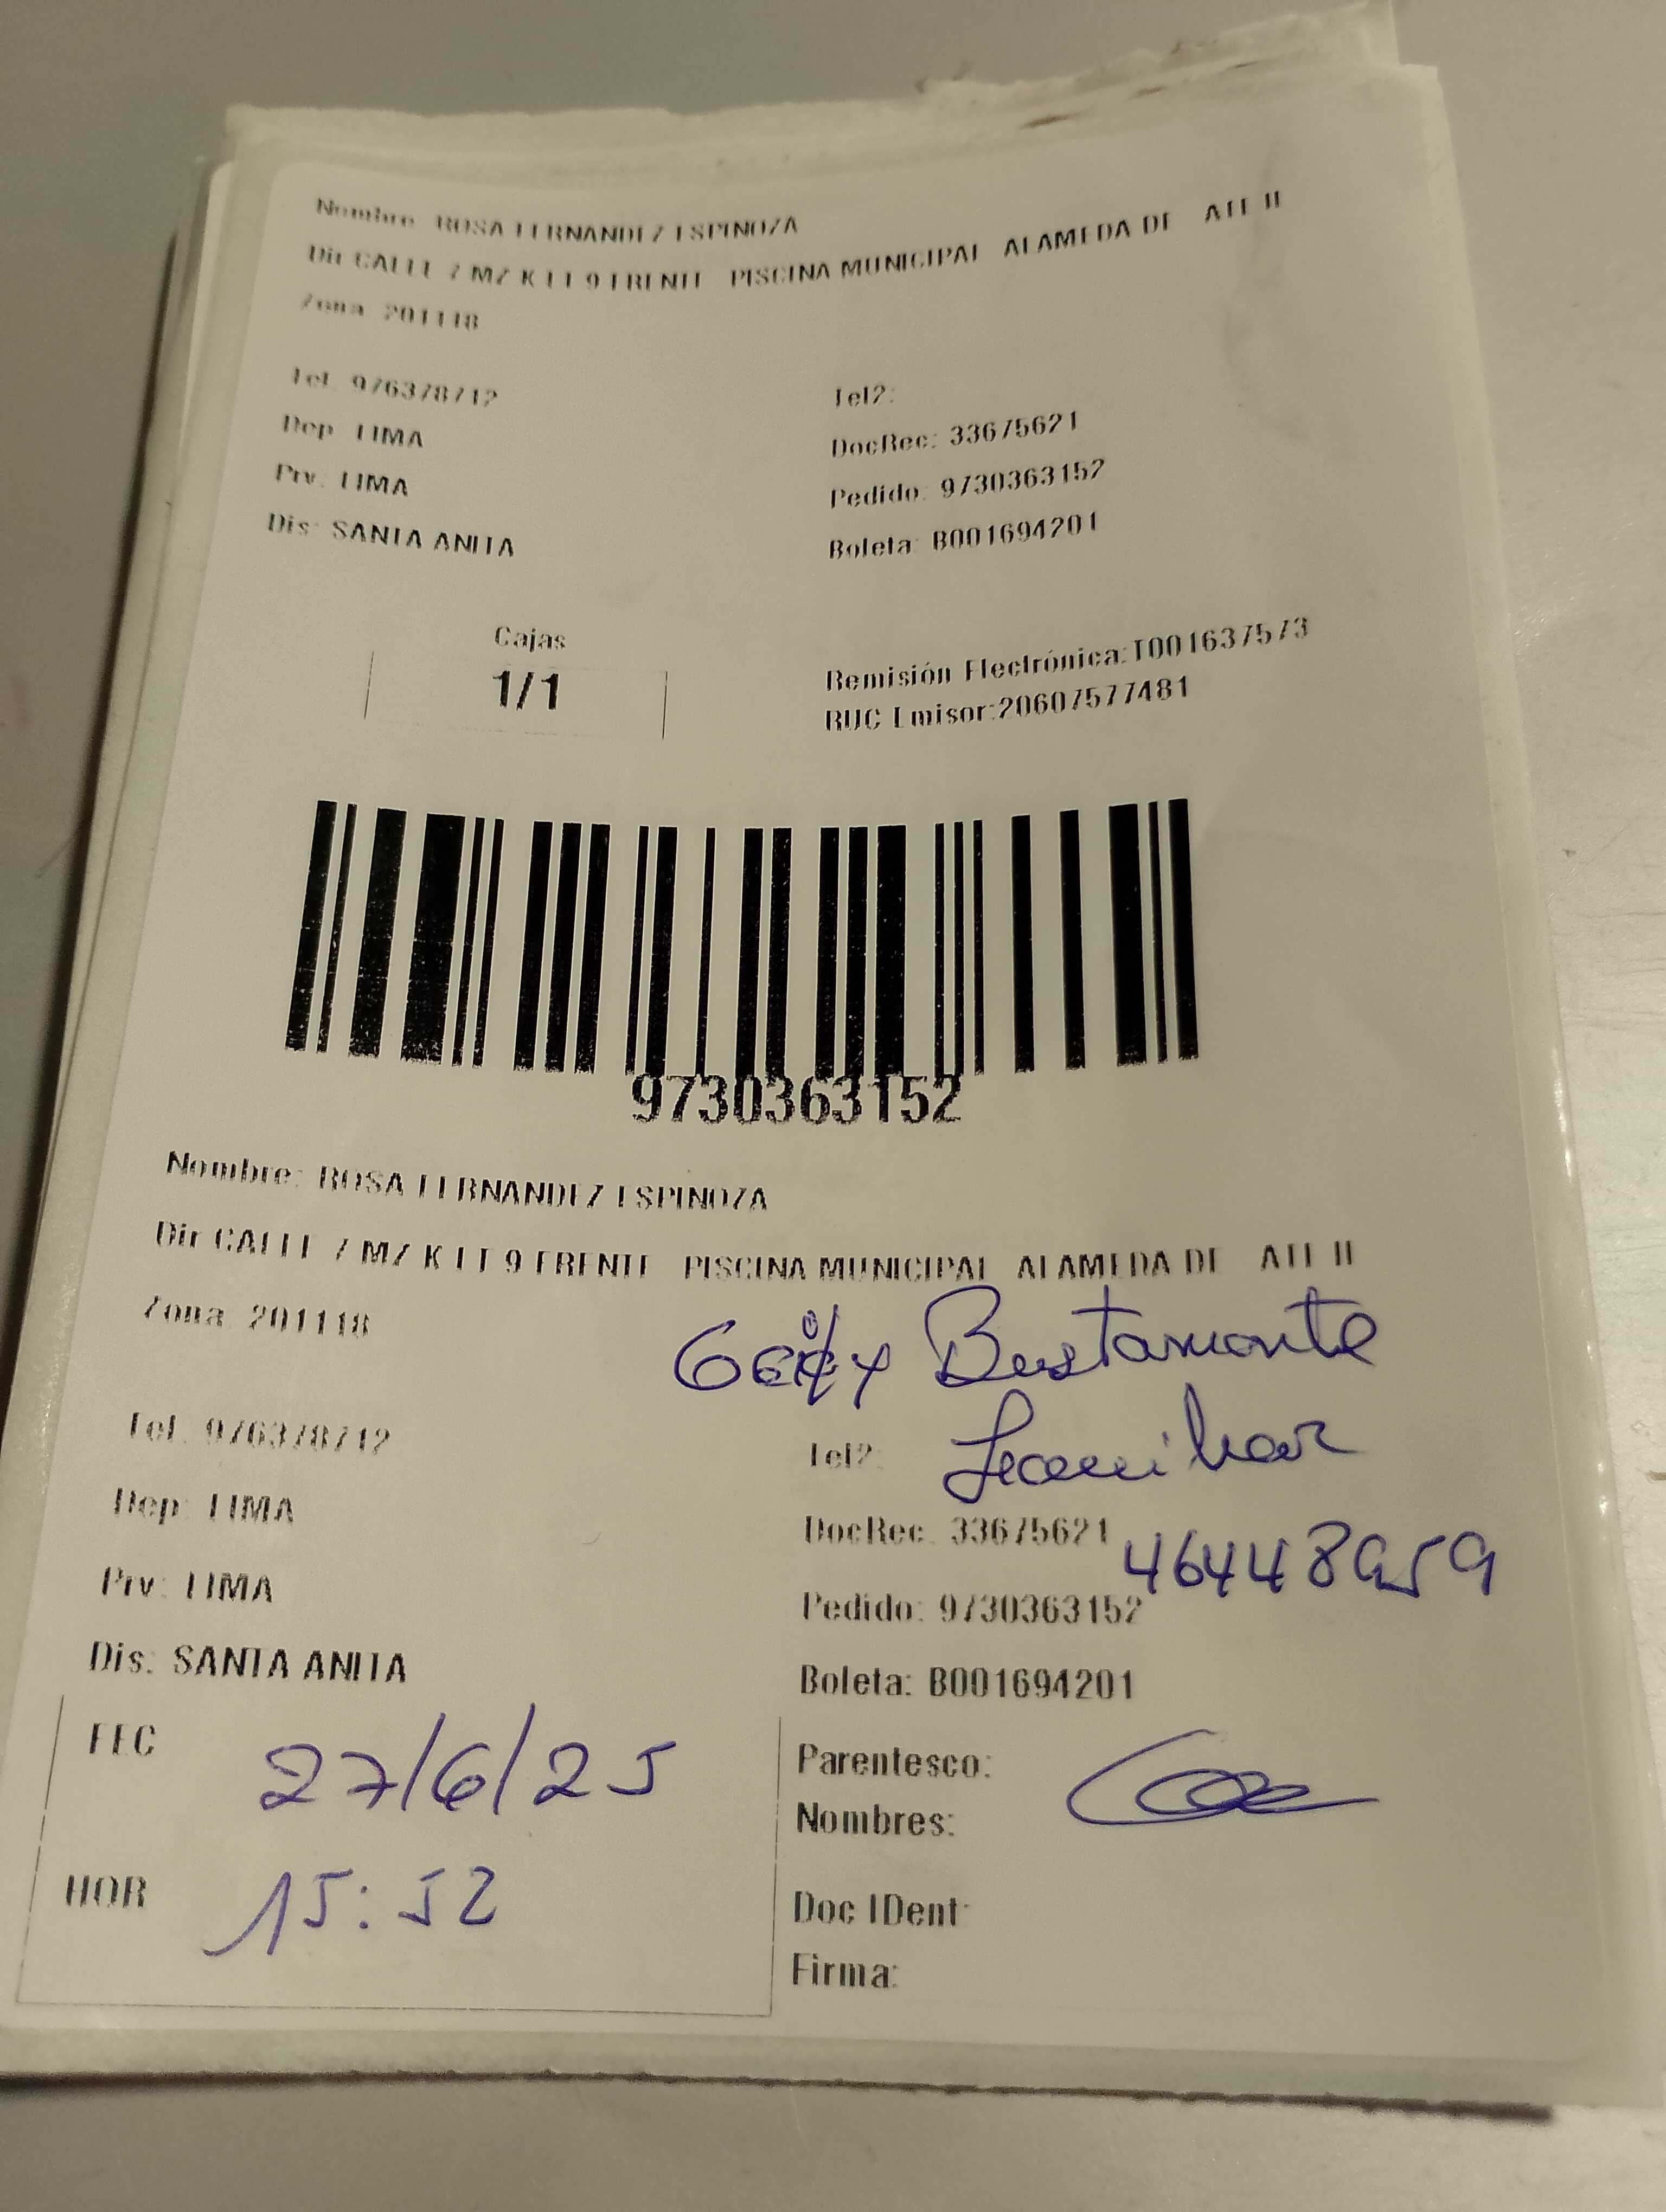 Nombre: ROSA FERNANDEZ ESPINOZA
Dir CALLE 7 MZ K LT 9 FRENTE PISCINA MUNICIPAL ALAMEDA DE ATE II
Zona: 201118
Tel: 976378712
Tel2:
Dep: LIMA
DocRec: 33675621
Prv: LIMA
Pedido: 9730363152
Dis: SANTA ANITA
Boleta: B001694201
Cajas
1/1
Remisión Electrónica:T001637573
RUC Emisor:20607577481
9730363152
Nombre: ROSA FERNANDEZ ESPINOZA
Dir CALLE 7 MZ K LT 9 FRENTE PISCINA MUNICIPAL ALAMEDA DE ATE II
Zona: 201118
Bustamonte
Tel: 976378712
Tel2:
Dep: LIMA
DocRec: 33675621
46448959
Prv: LIMA
Pedido: 9730363152
Dis: SANTA ANITA
Boleta: B001694201
FEC 27/6/25
Parentesco:
Nombres:
HOR 15:52
Doc IDent:
Firma: